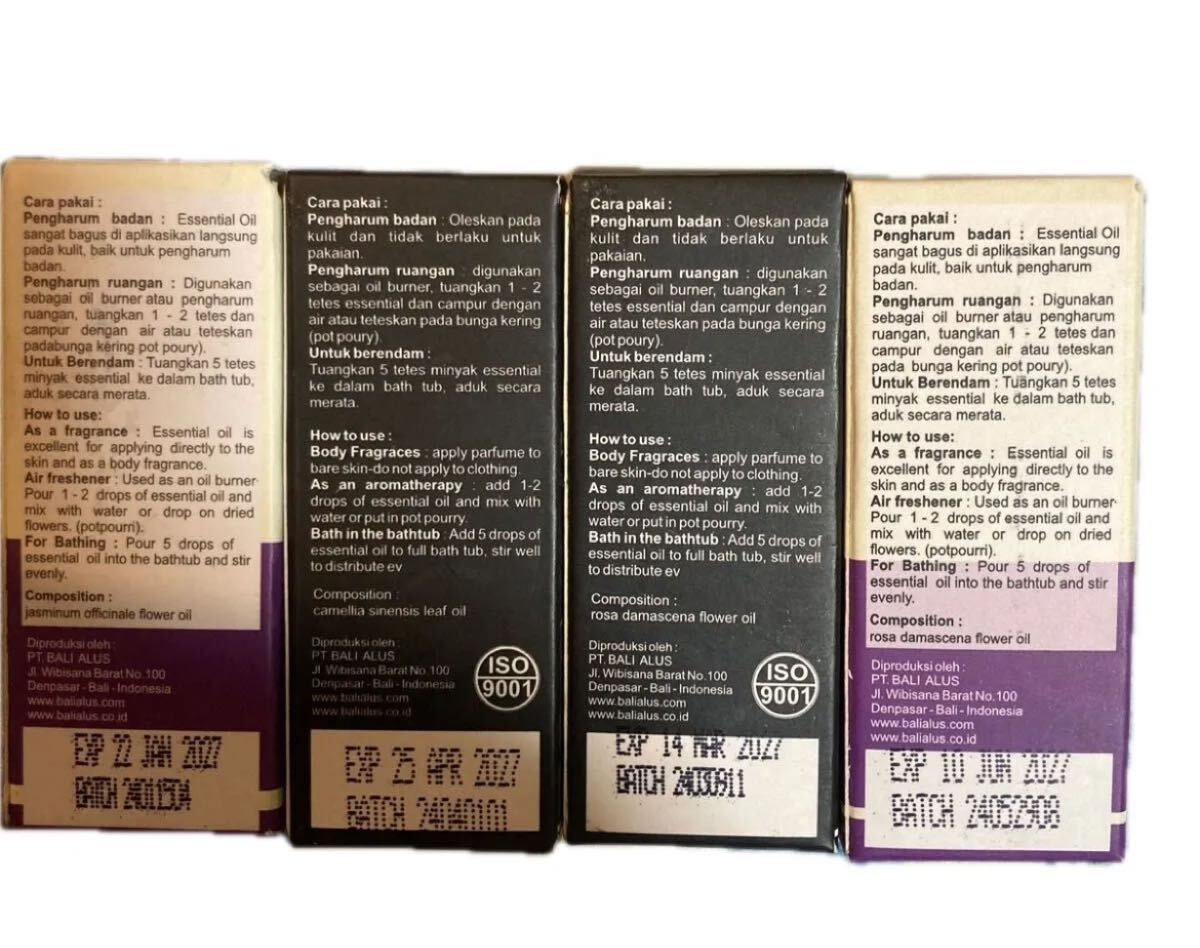 Cara pakai :
Pengharum badan : Essential Oil
sangat bagus di aplikasikan langsung
pada kulit, baik untuk pengharum
badan.
Pengharum ruangan : Digunakan
sebagai oil burner atau pengharum
ruangan, tuangkan 1 - 2 tetes dan
campur dengan air atau teteskan
padabunga kering pot poury).
Untuk Berendam : Tuangkan 5 tetes
minyak essential ke dalam bath tub,
aduk secara merata.
How to use:
As a fragrance : Essential oil is
excellent for applying directly to the
skin and as a body fragrance.
Air freshener : Used as an oil burner
Pour 1 - 2 drops of essential oil and
mix with water or drop on dried
flowers. (potpourri).
For Bathing : Pour 5 drops of
essential oil into the bathtub and stir
evenly.
Composition :
jasminum officinale flower oil
Diproduksi oleh :
PT. BALI ALUS
Jl. Wibisana Barat No. 100
Denpasar - Bali - Indonesia
www.balialus.com
www.balialus.co.id
EXP 22 JAN 2027
BATCH 24011504
Cara pakai :
Pengharum badan : Oleskan pada
kulit dan tidak berlaku untuk
pakaian.
Pengharum ruangan : digunakan
sebagai oil burner, tuangkan 1 - 2
tetes essential dan campur dengan
air atau teteskan pada bunga kering
(pot poury).
Untuk berendam :
Tuangkan 5 tetes minyak essential
ke dalam bath tub, aduk secara
merata.
How to use :
Body Fragraces : apply parfume to
bare skin-do not apply to clothing.
As an aromatherapy : add 1-2
drops of essential oil and mix with
water or put in pot pourry.
Bath in the bathtub : Add 5 drops of
essential oil to full bath tub, stir well
to distribute ev
Composition :
camellia sinensis leaf oil
Diproduksi oleh :
PT. BALI ALUS
Jl. Wibisana Barat No. 100
Denpasar - Bali - Indonesia
www.balialus.com
www.balialus.co.id
ISO
9001
EXP 25 APR 2027
BATCH 24040101
Cara pakai :
Pengharum badan : Oleskan pada
kulit dan tidak berlaku untuk
pakaian.
Pengharum ruangan : digunakan
sebagai oil burner, tuangkan 1 - 2
tetes essential dan campur dengan
air atau teteskan pada bunga kering
(pot poury).
Untuk berendam :
Tuangkan 5 tetes minyak essential
ke dalam bath tub, aduk secara
merata.
How to use :
Body Fragraces : apply parfume to
bare skin-do not apply to clothing.
As an aromatherapy : add 1-2
drops of essential oil and mix with
water or put in pot pourry.
Bath in the bathtub : Add 5 drops of
essential oil to full bath tub, stir well
to distribute ev
Composition :
rosa damascena flower oil
Diproduksi oleh :
PT. BALI ALUS
Jl. Wibisana Barat No. 100
Denpasar - Bali - Indonesia
www.balialus.com
www.balialus.co.id
ISO
9001
EXP 14 MAR 2027
BATCH 24030911
Cara pakai :
Pengharum badan : Essential Oil
sangat bagus di aplikasikan langsung
pada kulit, baik untuk pengharum
badan.
Pengharum ruangan : Digunakan
sebagai oil burner atau pengharum
ruangan, tuangkan 1 - 2 tetes dan
campur dengan air atau teteskan
pada bunga kering pot poury).
Untuk Berendam : Tuangkan 5 tetes
minyak essential ke dalam bath tub,
aduk secara merata.
How to use:
As a fragrance : Essential oil is
excellent for applying directly to the
skin and as a body fragrance.
Air freshener : Used as an oil burner
Pour 1 - 2 drops of essential oil and
mix with water or drop on dried
flowers. (potpourri).
For Bathing : Pour 5 drops of
essential oil into the bathtub and stir
evenly.
Composition :
rosa damascena flower oil
Diproduksi oleh :
PT. BALI ALUS
Jl. Wibisana Barat No. 100
Denpasar - Bali - Indonesia
www.balialus.com
www.balialus.co.id
EXP 10 JUN 2027
BATCH 24052908